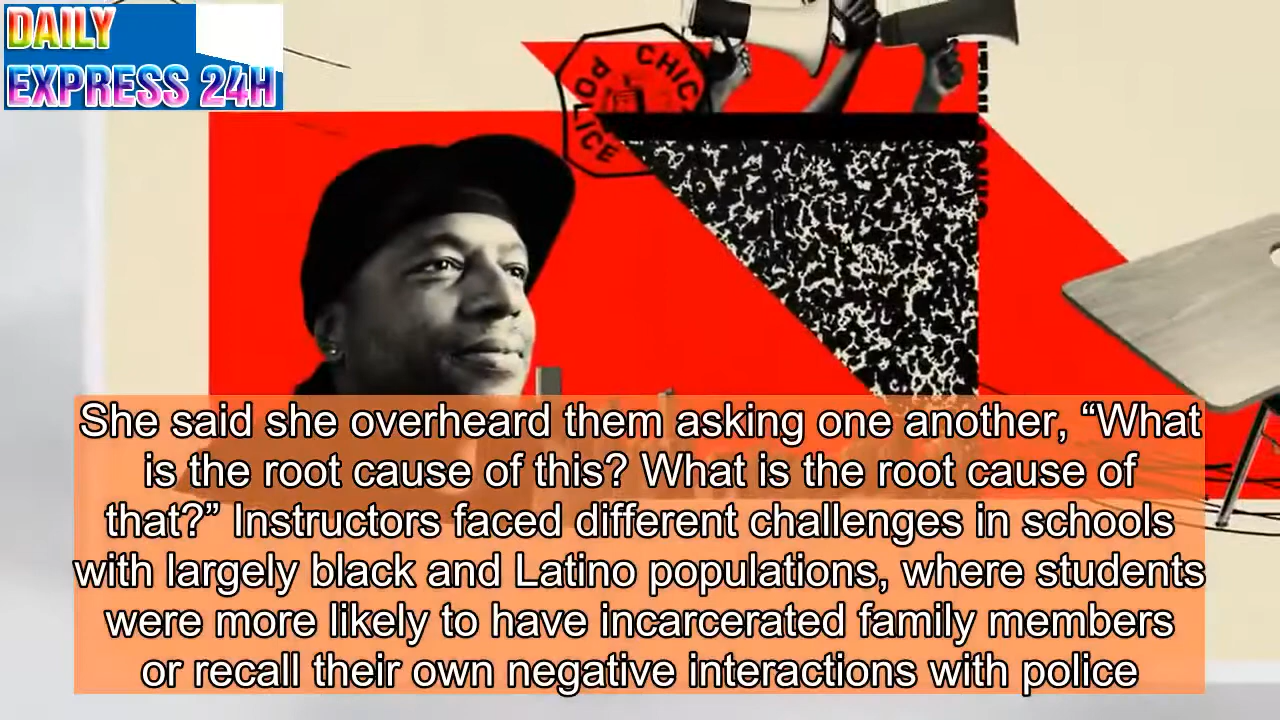 DAILY
EXPRESS 24H
CHIC
POLICE
She said she overheard them asking one another, “What
is the root cause of this? What is the root cause of
that?” Instructors faced different challenges in schools
with largely black and Latino populations, where students
were more likely to have incarcerated family members
or recall their own negative interactions with police